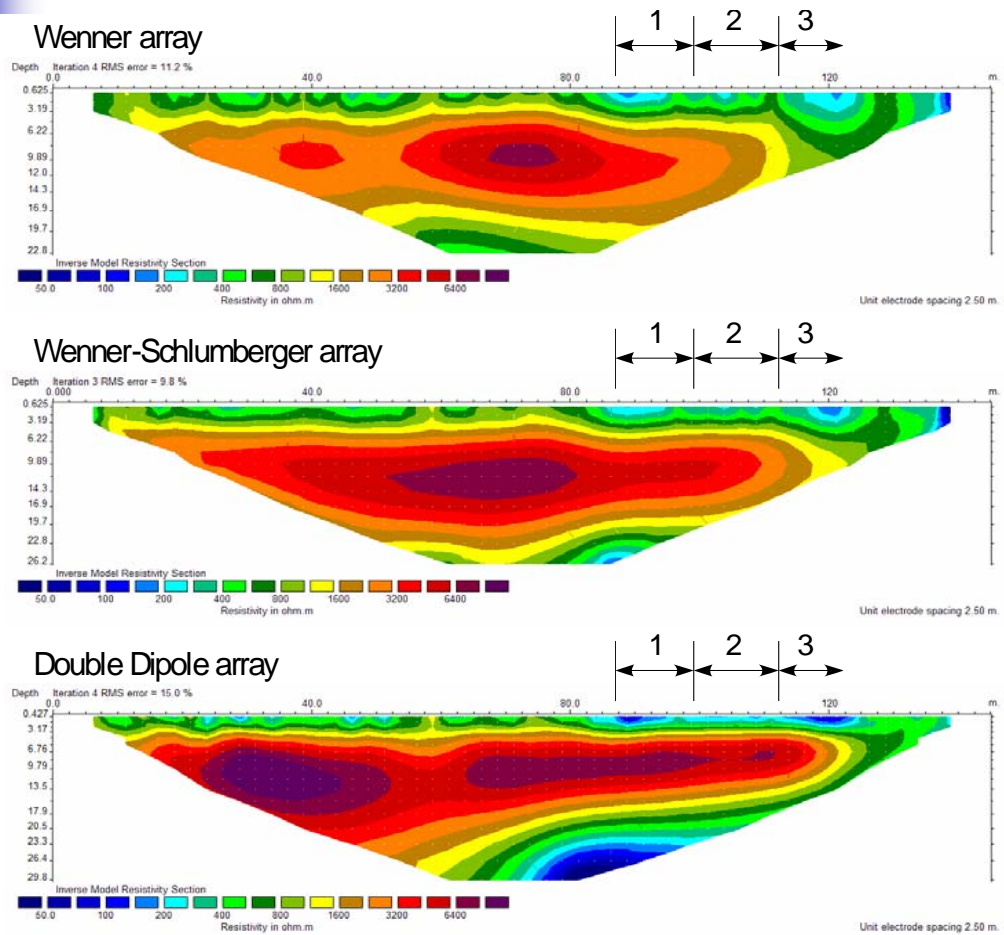 1 2 3
Wenner array
Depth Iteration 4 RMS error = 11.2 %
0.0 40.0 80.0 120 m.
0.625
3.19
6.22
9.89
12.0
14.3
16.9
19.7
22.8
Inverse Model Resistivity Section
50.0 100 200 400 800 1600 3200 6400
Resistivity in ohm.m
Unit electrode spacing 2.50 m.
1 2 3
Wenner-Schlumberger array
Depth Iteration 3 RMS error = 9.8 %
0.000 40.0 80.0 120 m.
0.625
3.19
6.22
9.89
14.3
16.9
19.7
22.8
26.2
Inverse Model Resistivity Section
50.0 100 200 400 800 1600 3200 6400
Resistivity in ohm.m
Unit electrode spacing 2.50 m.
1 2 3
Double Dipole array
Depth Iteration 4 RMS error = 15.0 %
0.0 40.0 80.0 120 m.
0.427
3.17
6.76
9.79
13.5
17.9
20.5
23.3
26.4
29.8
Inverse Model Resistivity Section
50.0 100 200 400 800 1600 3200 6400
Resistivity in ohm.m
Unit electrode spacing 2.50 m.